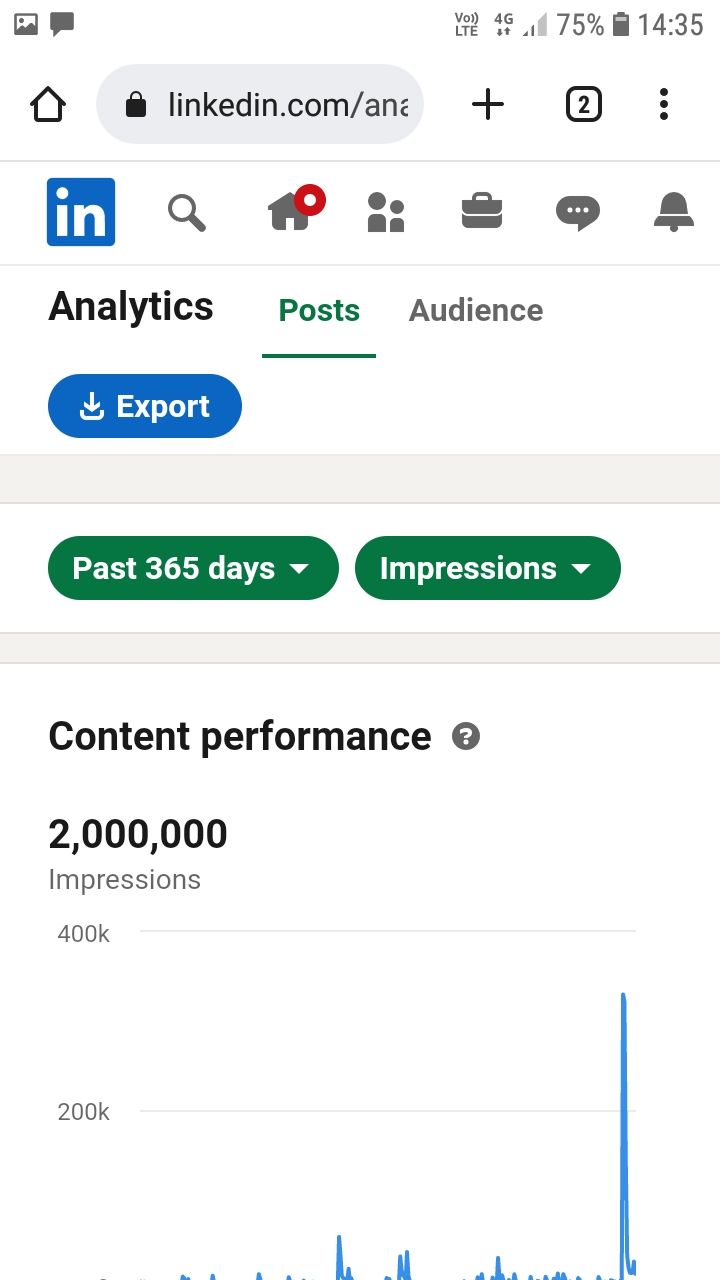 Vo)) LTE 4G 75% 14:35
linkedin.com/ana
2
in
Analytics Posts Audience
Export
Past 365 days Impressions
Content performance ?
2,000,000
Impressions
400k
200k